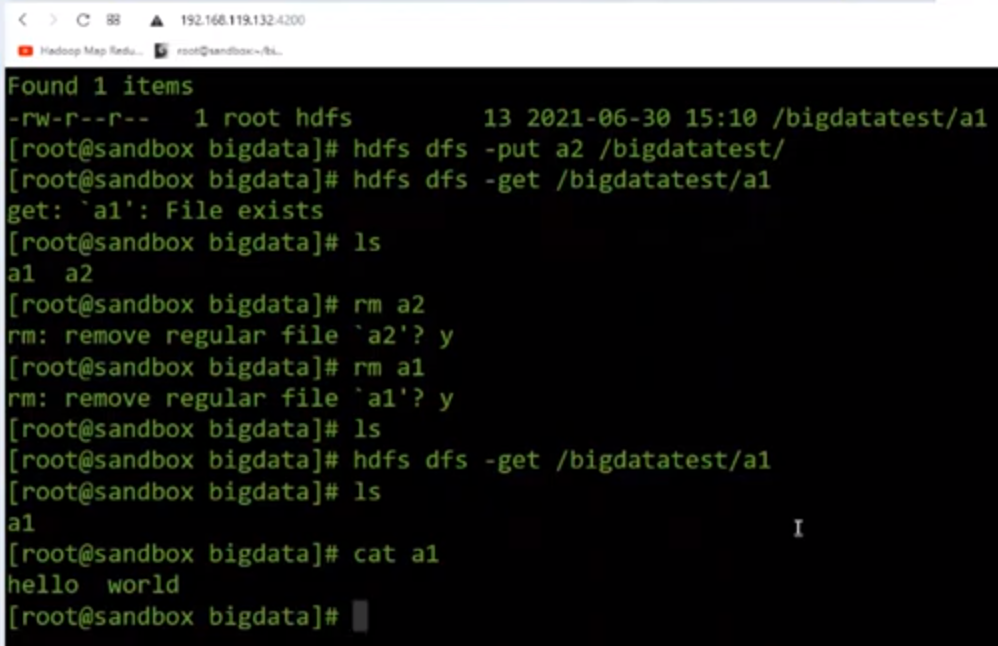 192.168.119.132:4200
Hadoop Map Redu... root@sandbox:~/bi...
Found 1 items
-rw-r--r--   1 root hdfs         13 2021-06-30 15:10 /bigdatatest/a1
[root@sandbox bigdata]# hdfs dfs -put a2 /bigdatatest/
[root@sandbox bigdata]# hdfs dfs -get /bigdatatest/a1
get: `a1': File exists
[root@sandbox bigdata]# ls
a1  a2
[root@sandbox bigdata]# rm a2
rm: remove regular file `a2'? y
[root@sandbox bigdata]# rm a1
rm: remove regular file `a1'? y
[root@sandbox bigdata]# ls
[root@sandbox bigdata]# hdfs dfs -get /bigdatatest/a1
[root@sandbox bigdata]# ls
a1
[root@sandbox bigdata]# cat a1
hello  world
[root@sandbox bigdata]#